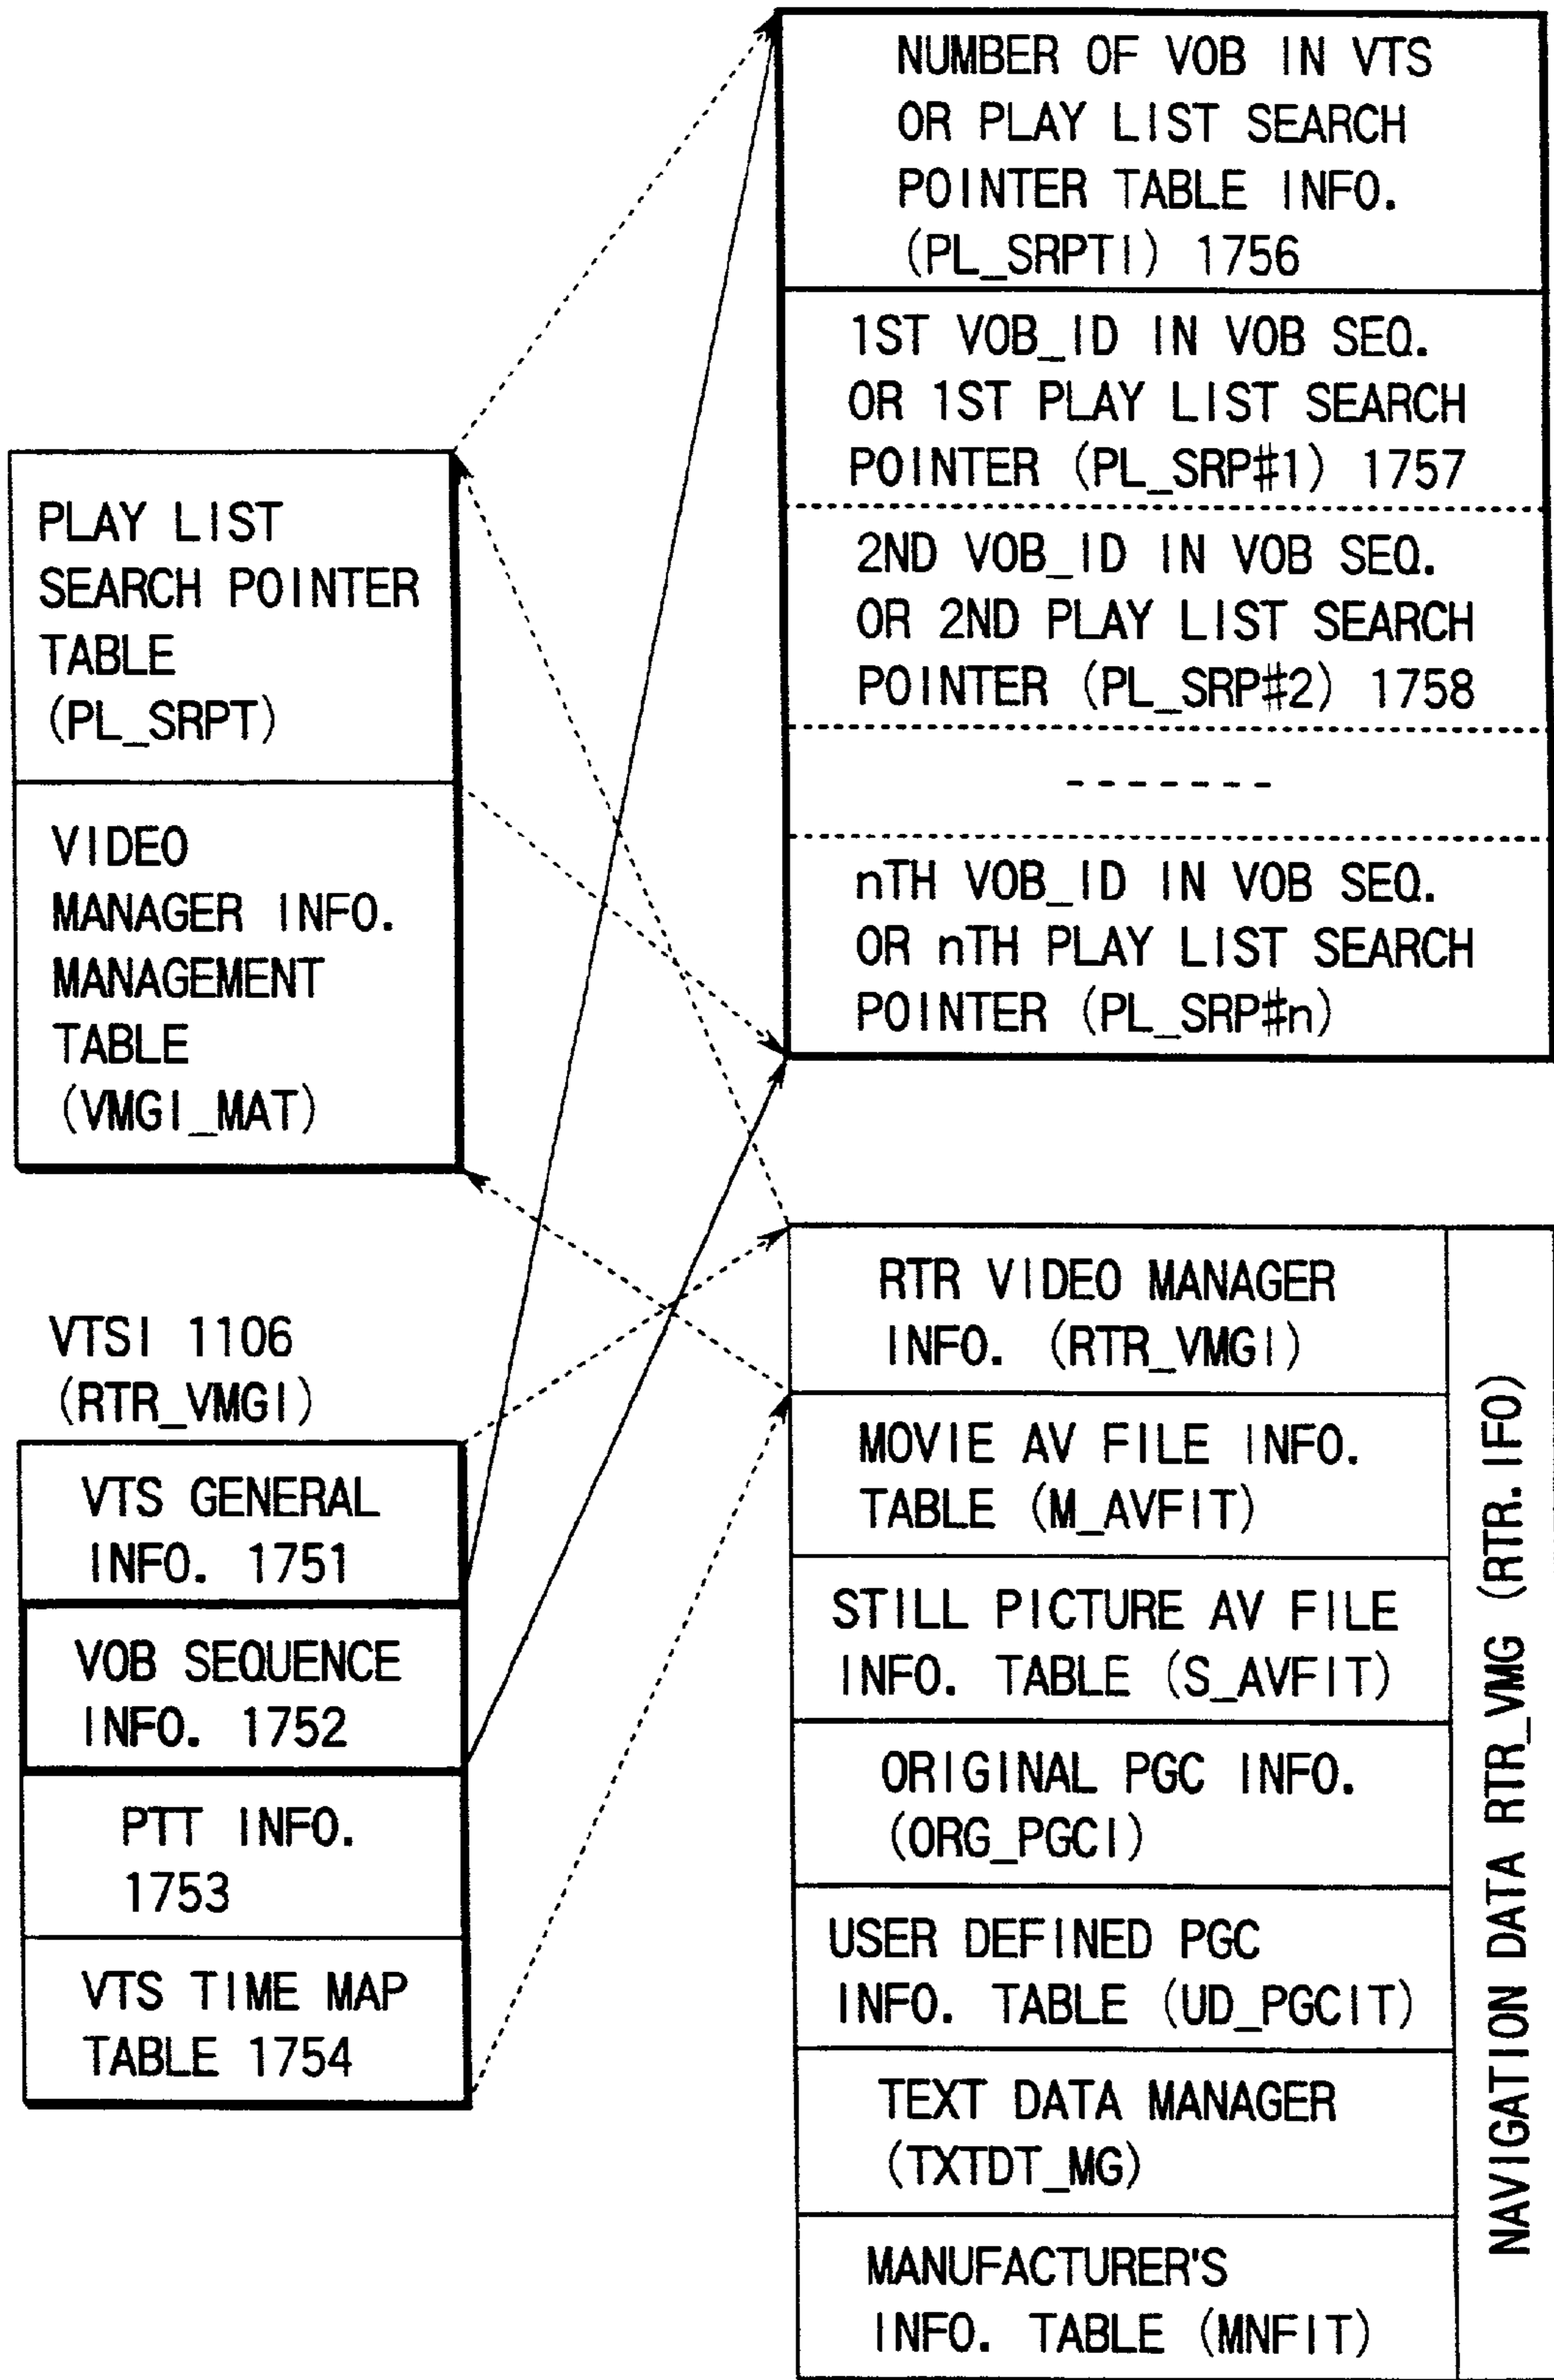 PLAY LIST
SEARCH POINTER
TABLE
(PL_SRPT)
VIDEO
MANAGER INFO.
MANAGEMENT
TABLE
(VMGI_MAT)
VTSI 1106
(RTR_VMGI)
VTS GENERAL
INFO. 1751
VOB SEQUENCE
INFO. 1752
PTT INFO.
1753
VTS TIME MAP
TABLE 1754
NUMBER OF VOB IN VTS
OR PLAY LIST SEARCH
POINTER TABLE INFO.
(PL_SRPTI) 1756
1ST VOB_ID IN VOB SEQ.
OR 1ST PLAY LIST SEARCH
POINTER (PL_SRP#1) 1757
2ND VOB_ID IN VOB SEQ.
OR 2ND PLAY LIST SEARCH
POINTER (PL_SRP#2) 1758
-------
nTH VOB_ID IN VOB SEQ.
OR nTH PLAY LIST SEARCH
POINTER (PL_SRP#n)
RTR VIDEO MANAGER
INFO. (RTR_VMGI)
MOVIE AV FILE INFO.
TABLE (M_AVFIT)
STILL PICTURE AV FILE
INFO. TABLE (S_AVFIT)
ORIGINAL PGC INFO.
(ORG_PGCI)
USER DEFINED PGC
INFO. TABLE (UD_PGCIT)
TEXT DATA MANAGER
(TXTDT_MG)
MANUFACTURER'S
INFO. TABLE (MNFIT)
NAVIGATION DATA RTR_VMG (RTR. IFO)